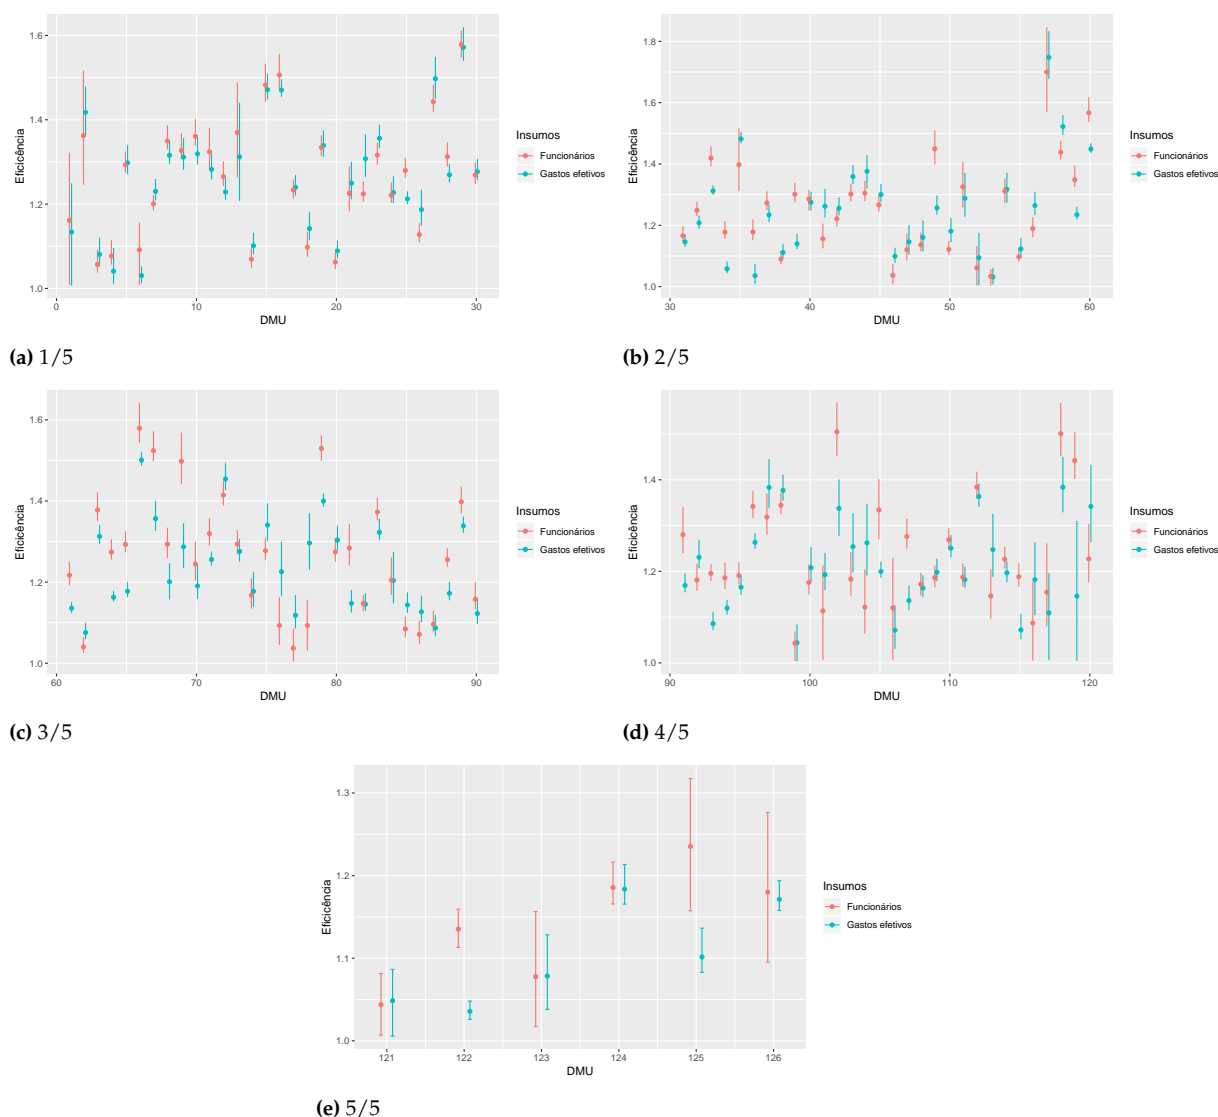 1.6
1.4
1.2
1.0
Eficicência
0
10
20
30
DMU
Insumos
Funcionários
Gastos efetivos
(a) 1/5
1.8
1.6
1.4
1.2
1.0
Eficicência
30
40
50
60
DMU
Insumos
Funcionários
Gastos efetivos
(b) 2/5
1.6
1.4
1.2
1.0
Eficicência
60
70
80
90
DMU
Insumos
Funcionários
Gastos efetivos
(c) 3/5
1.4
1.2
1.0
Eficicência
90
100
110
120
DMU
Insumos
Funcionários
Gastos efetivos
(d) 4/5
1.3
1.2
1.1
1.0
Eficicência
121
122
123
124
125
126
DMU
Insumos
Funcionários
Gastos efetivos
(e) 5/5